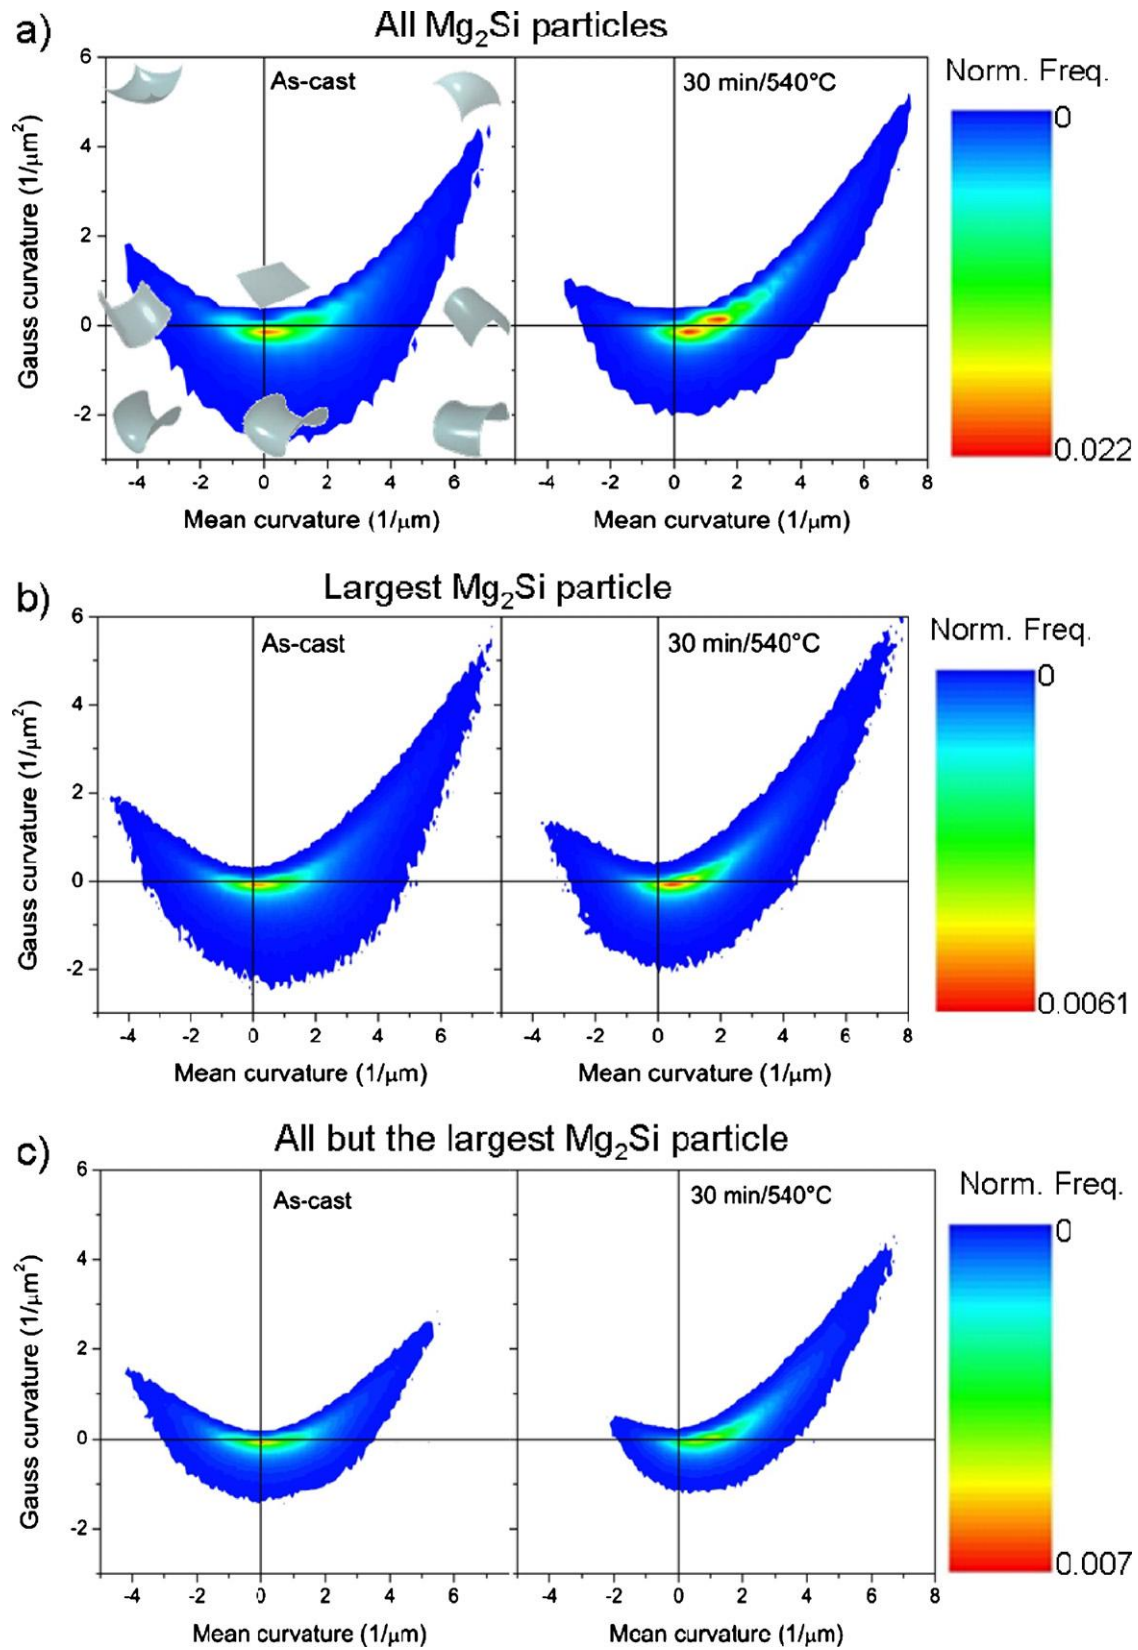 a)
All Mg₂Si particles
As-cast
30 min/540°C
Norm. Freq.
0
0.022
6
4
2
0
-2
Gauss curvature (1/μm²)
-4 -2 0 2 4 6
-4 -2 0 2 4 6 8
Mean curvature (1/μm)
Mean curvature (1/μm)
b)
Largest Mg₂Si particle
As-cast
30 min/540°C
Norm. Freq.
0
0.0061
6
4
2
0
-2
Gauss curvature (1/μm²)
-4 -2 0 2 4 6
-4 -2 0 2 4 6 8
Mean curvature (1/μm)
Mean curvature (1/μm)
c)
All but the largest Mg₂Si particle
As-cast
30 min/540°C
Norm. Freq.
0
0.007
6
4
2
0
-2
Gauss curvature (1/μm²)
-4 -2 0 2 4 6
-4 -2 0 2 4 6 8
Mean curvature (1/μm)
Mean curvature (1/μm)